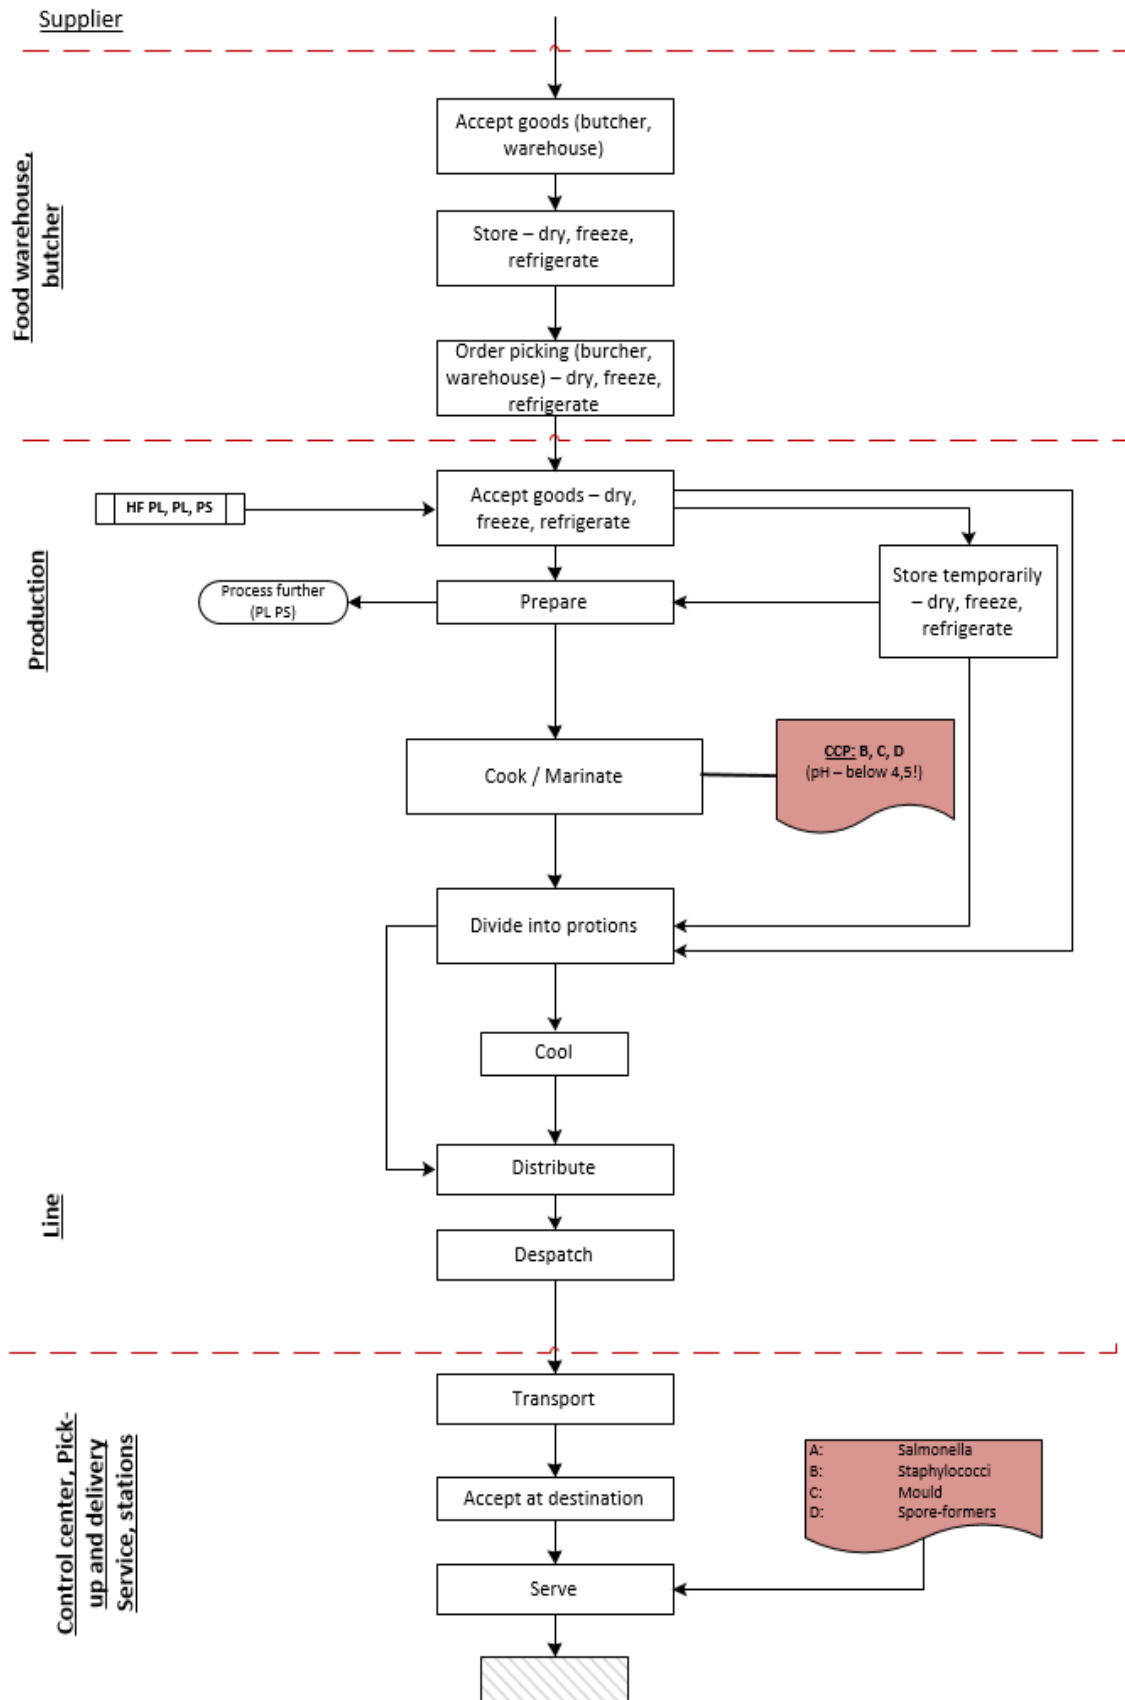 Supplier
Food warehouse,
butcher
Accept goods (butcher,
warehouse)
Store – dry, freeze,
refrigerate
Order picking (burcher,
warehouse) – dry, freeze,
refrigerate
Production
HF PL, PL, PS
Accept goods – dry,
freeze, refrigerate
Store temporarily
– dry, freeze,
refrigerate
Process further
(PL PS)
Prepare
Cook / Marinate
CCP: B, C, D
(pH – below 4,5!)
Divide into protions
Cool
Line
Distribute
Despatch
Control center, Pick-
up and delivery
Service, stations
Transport
Accept at destination
Serve
A: Salmonella
B: Staphylococci
C: Mould
D: Spore-formers